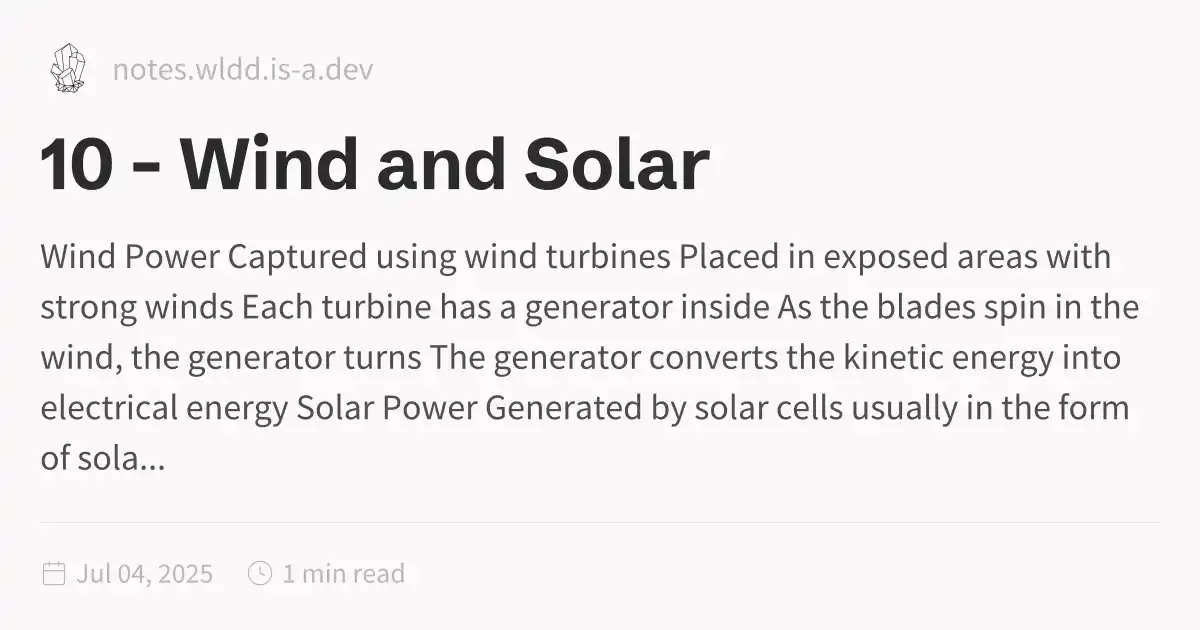 notes.wldd.is-a.dev
10 - Wind and Solar
Wind Power Captured using wind turbines Placed in exposed areas with
strong winds Each turbine has a generator inside As the blades spin in the
wind, the generator turns The generator converts the kinetic energy into
electrical energy Solar Power Generated by solar cells usually in the form
of sola...
Jul 04, 2025 1 min read